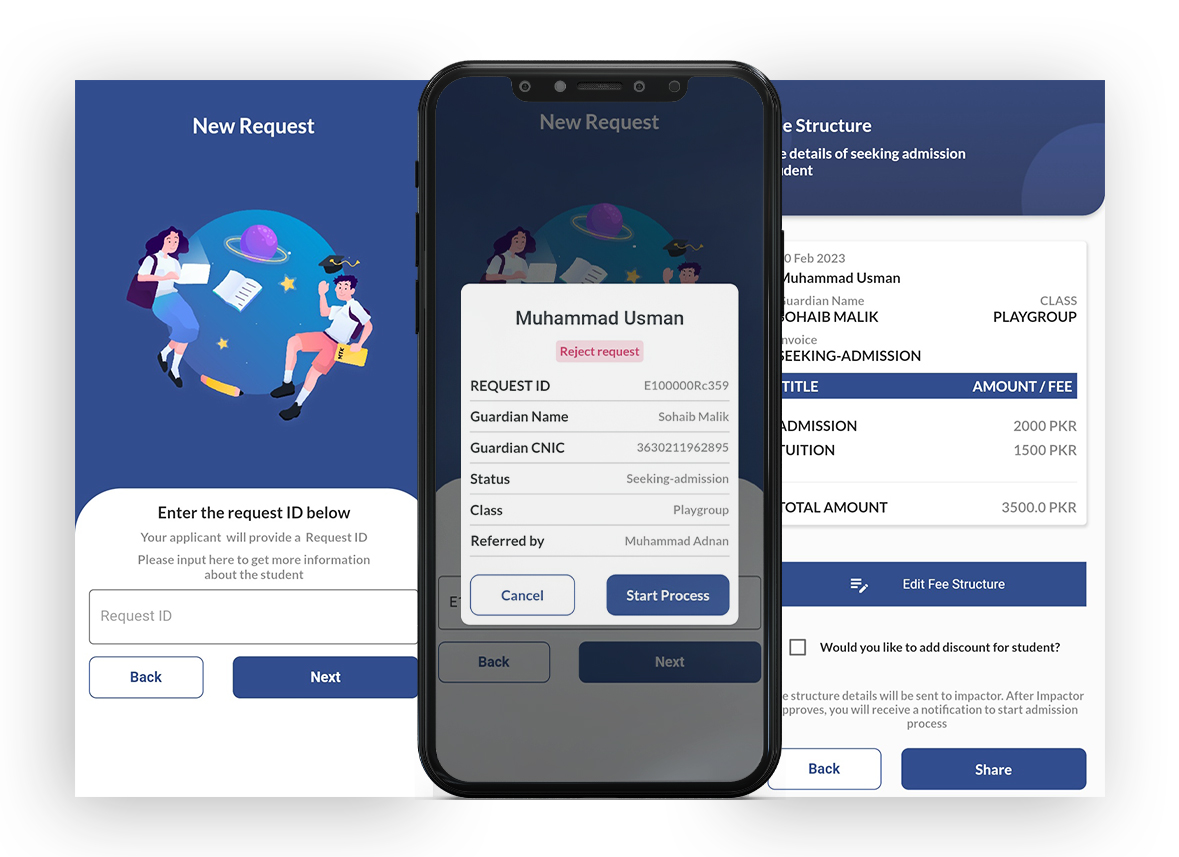 New Request
MTK
Enter the request ID below
Your applicant will provide a Request ID
Please input here to get more information
about the student
Request ID
Back
Next
New Request
Muhammad Usman
Reject request
REQUEST ID E100000Rc359
Guardian Name Sohaib Malik
Guardian CNIC 3630211962895
Status Seeking-admission
Class Playgroup
Referred by Muhammad Adnan
Cancel
Start Process
E1
Back
Next
e Structure
e details of seeking admission
dent
0 Feb 2023
Muhammad Usman
Guardian Name CLASS
SOHAIB MALIK PLAYGROUP
nvoice
SEEKING-ADMISSION
TITLE AMOUNT / FEE
ADMISSION 2000 PKR
TUITION 1500 PKR
TOTAL AMOUNT 3500.0 PKR
Edit Fee Structure
Would you like to add discount for student?
e structure details will be sent to impactor. After Impactor
pproves, you will receive a notification to start admission
process
Back
Share